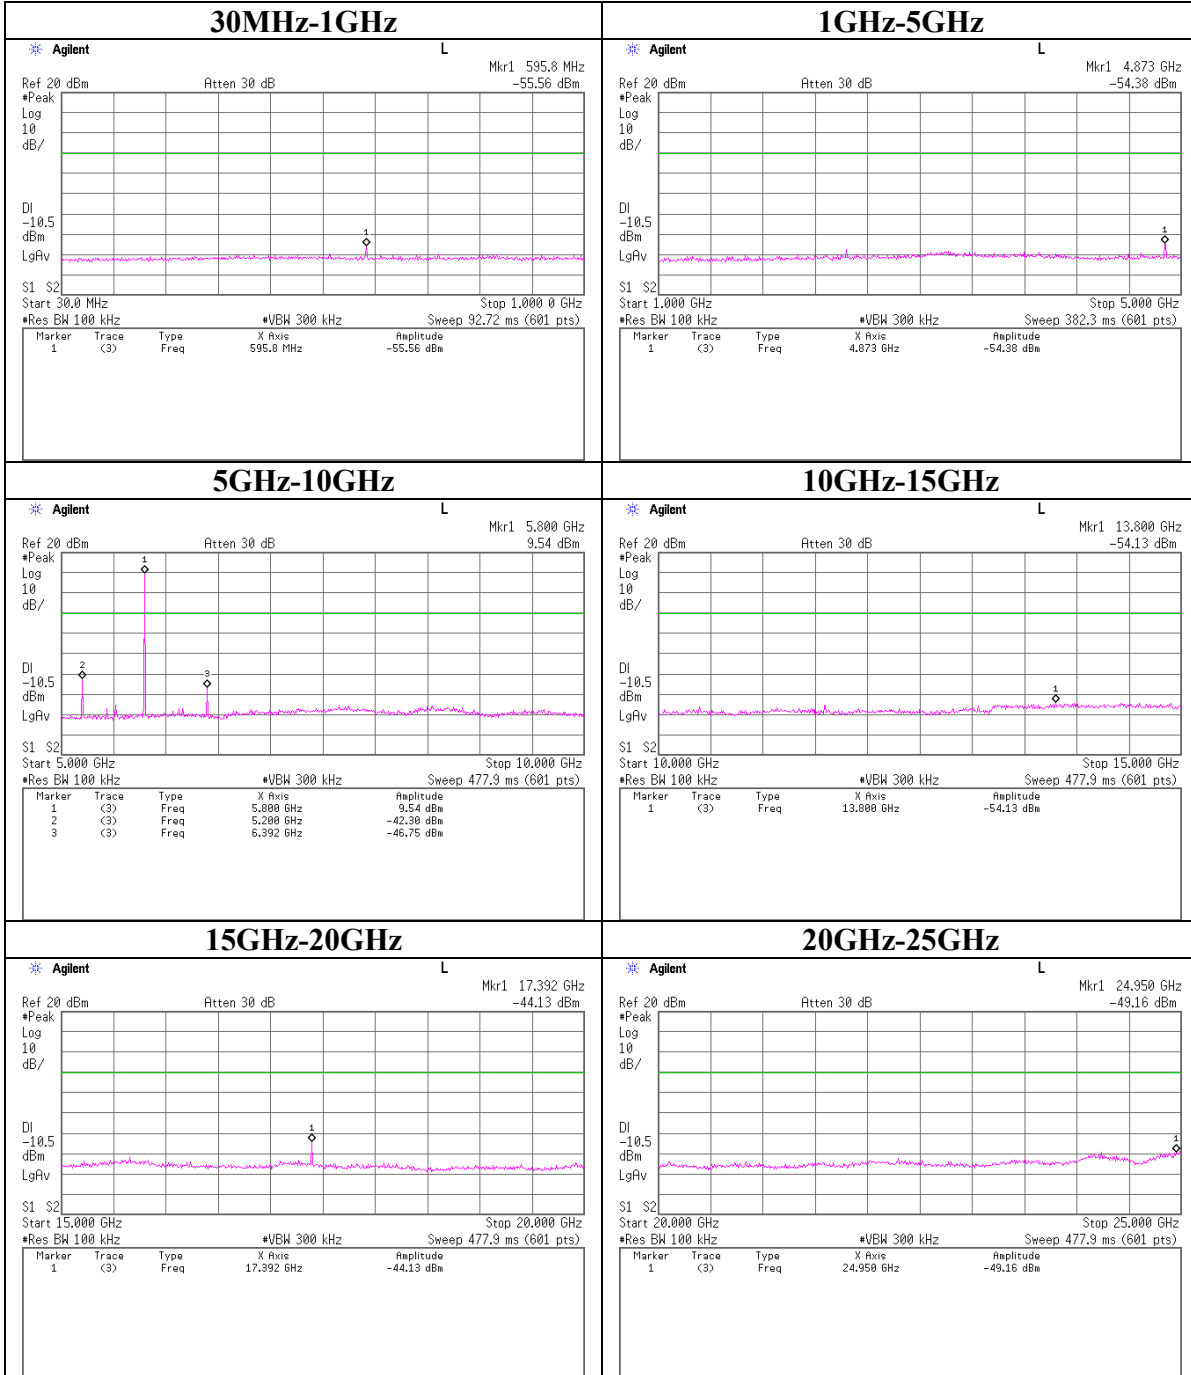 30MHz-1GHz
Agilent L
Mkr1 595.8 MHz
Ref 20 dBm Atten 30 dB -55.56 dBm
#Peak
Log
10
dB/
1
DI
-10.5
dBm
LgAv
S1 S2
Start 30.0 MHz Stop 1.000 0 GHz
#Res BW 100 kHz #VBW 300 kHz Sweep 92.72 ms (601 pts)
Marker Trace Type X Axis Amplitude
1 (3) Freq 595.8 MHz -55.56 dBm
1GHz-5GHz
Agilent L
Mkr1 4.873 GHz
Ref 20 dBm Atten 30 dB -54.38 dBm
#Peak
Log
10
dB/
1
DI
-10.5
dBm
LgAv
S1 S2
Start 1.000 GHz Stop 5.000 GHz
#Res BW 100 kHz #VBW 300 kHz Sweep 382.3 ms (601 pts)
Marker Trace Type X Axis Amplitude
1 (3) Freq 4.873 GHz -54.38 dBm
5GHz-10GHz
Agilent L
Mkr1 5.800 GHz
Ref 20 dBm Atten 30 dB 9.54 dBm
#Peak
1
Log
10
dB/
2
3
DI
-10.5
dBm
LgAv
S1 S2
Start 5.000 GHz Stop 10.000 GHz
#Res BW 100 kHz #VBW 300 kHz Sweep 477.9 ms (601 pts)
Marker Trace Type X Axis Amplitude
1 (3) Freq 5.800 GHz 9.54 dBm
2 (3) Freq 5.200 GHz -42.30 dBm
3 (3) Freq 6.392 GHz -46.75 dBm
10GHz-15GHz
Agilent L
Mkr1 13.800 GHz
Ref 20 dBm Atten 30 dB -54.13 dBm
#Peak
Log
10
dB/
DI
-10.5
dBm
1
LgAv
S1 S2
Start 10.000 GHz Stop 15.000 GHz
#Res BW 100 kHz #VBW 300 kHz Sweep 477.9 ms (601 pts)
Marker Trace Type X Axis Amplitude
1 (3) Freq 13.800 GHz -54.13 dBm
15GHz-20GHz
Agilent L
Mkr1 17.392 GHz
Ref 20 dBm Atten 30 dB -44.13 dBm
#Peak
Log
10
dB/
DI
1
-10.5
dBm
LgAv
S1 S2
Start 15.000 GHz Stop 20.000 GHz
#Res BW 100 kHz #VBW 300 kHz Sweep 477.9 ms (601 pts)
Marker Trace Type X Axis Amplitude
1 (3) Freq 17.392 GHz -44.13 dBm
20GHz-25GHz
Agilent L
Mkr1 24.950 GHz
Ref 20 dBm Atten 30 dB -49.16 dBm
#Peak
Log
10
dB/
DI
-10.5
1
dBm
LgAv
S1 S2
Start 20.000 GHz Stop 25.000 GHz
#Res BW 100 kHz #VBW 300 kHz Sweep 477.9 ms (601 pts)
Marker Trace Type X Axis Amplitude
1 (3) Freq 24.950 GHz -49.16 dBm